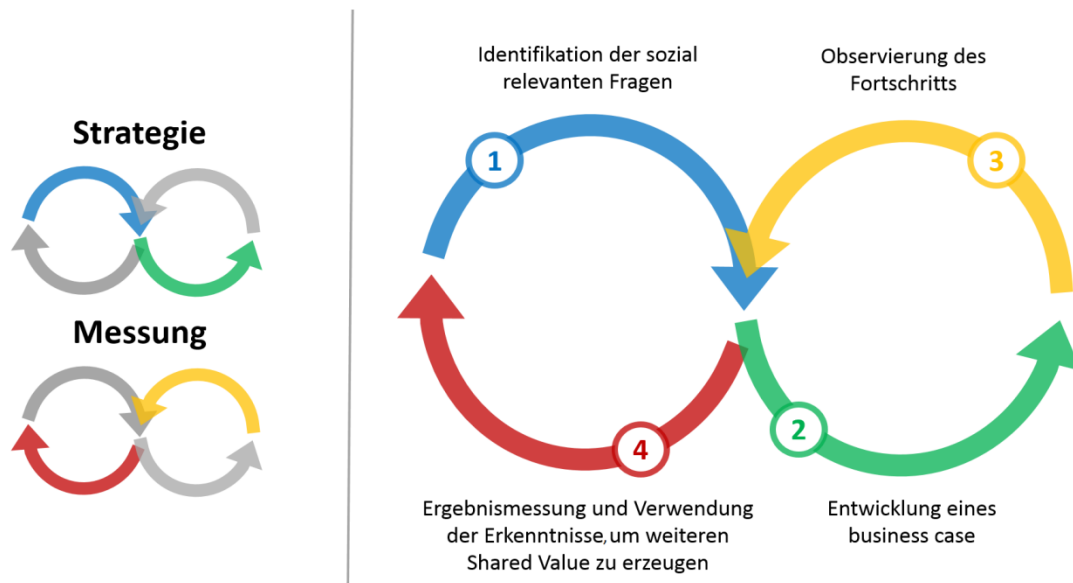 Strategie
Messung
Identifikation der sozial
relevanten Fragen
1
Observierung des
Fortschritts
3
4
Ergebnismessung und Verwendung
der Erkenntnisse, um weiteren
Shared Value zu erzeugen
2
Entwicklung eines
business case